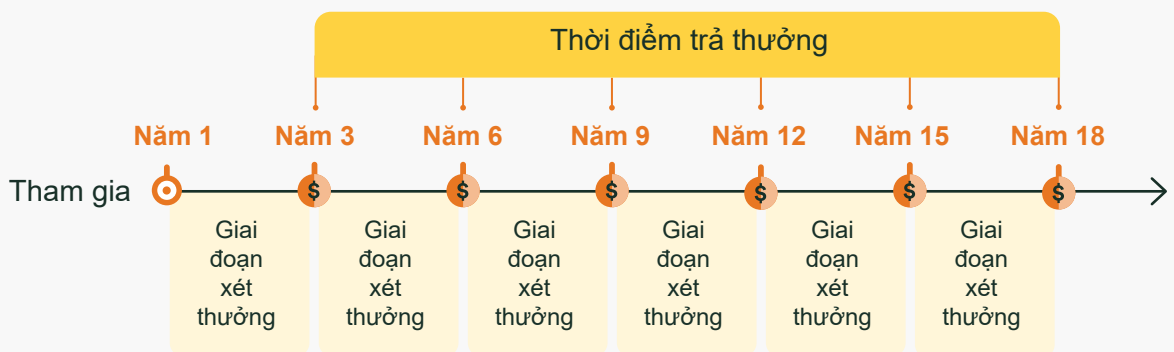 Thời điểm trả thưởng
Năm 1 Năm 3 Năm 6 Năm 9 Năm 12 Năm 15 Năm 18
Tham gia $ $ $ $ $ $
Giai đoạn xét thưởng
Giai đoạn xét thưởng
Giai đoạn xét thưởng
Giai đoạn xét thưởng
Giai đoạn xét thưởng
Giai đoạn xét thưởng